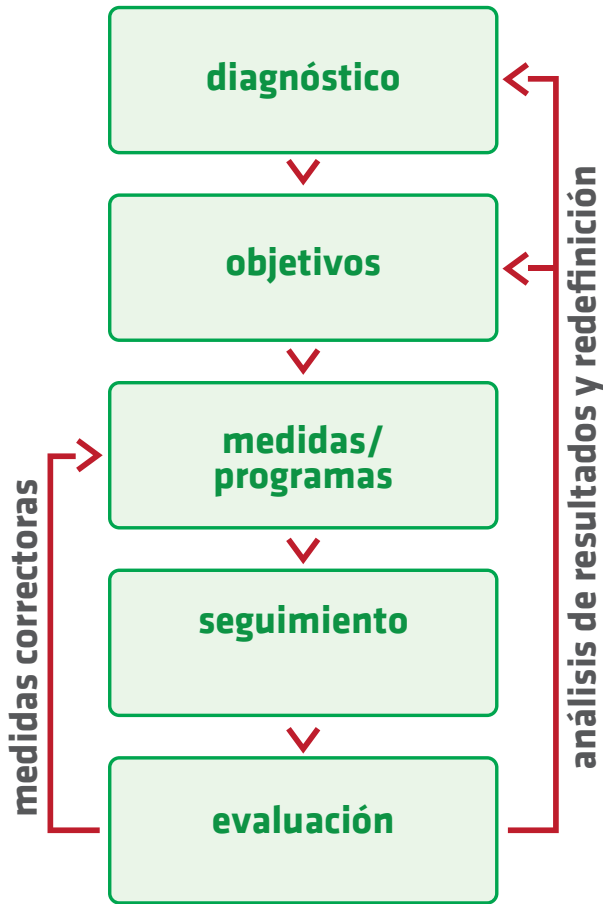 diagnóstico
objetivos
medidas/
programas
seguimiento
evaluación
medidas correctoras
análisis de resultados y redefinición